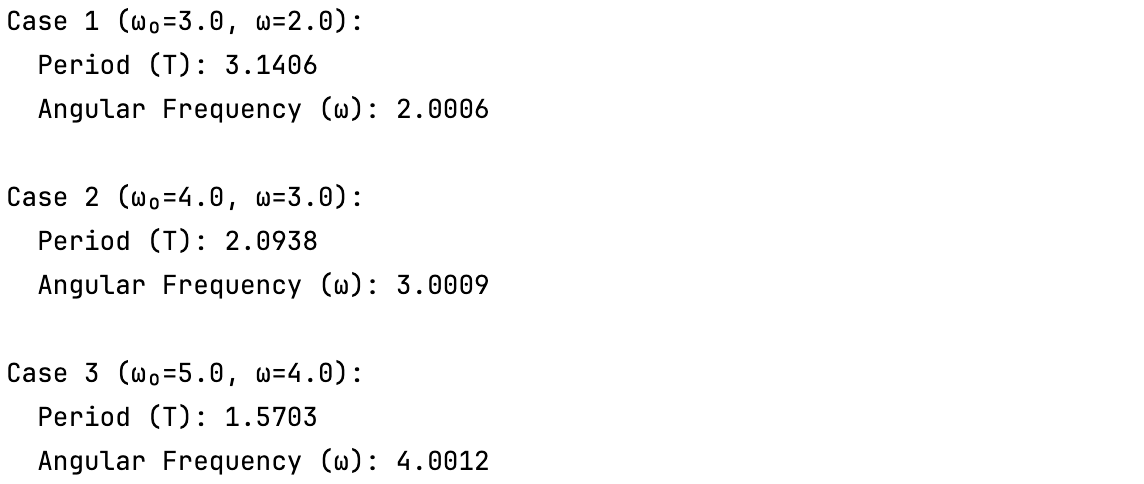 Case 1 (ω₀=3.0, ω=2.0):
  Period (T): 3.1406
  Angular Frequency (ω): 2.0006
Case 2 (ω₀=4.0, ω=3.0):
  Period (T): 2.0938
  Angular Frequency (ω): 3.0009
Case 3 (ω₀=5.0, ω=4.0):
  Period (T): 1.5703
  Angular Frequency (ω): 4.0012